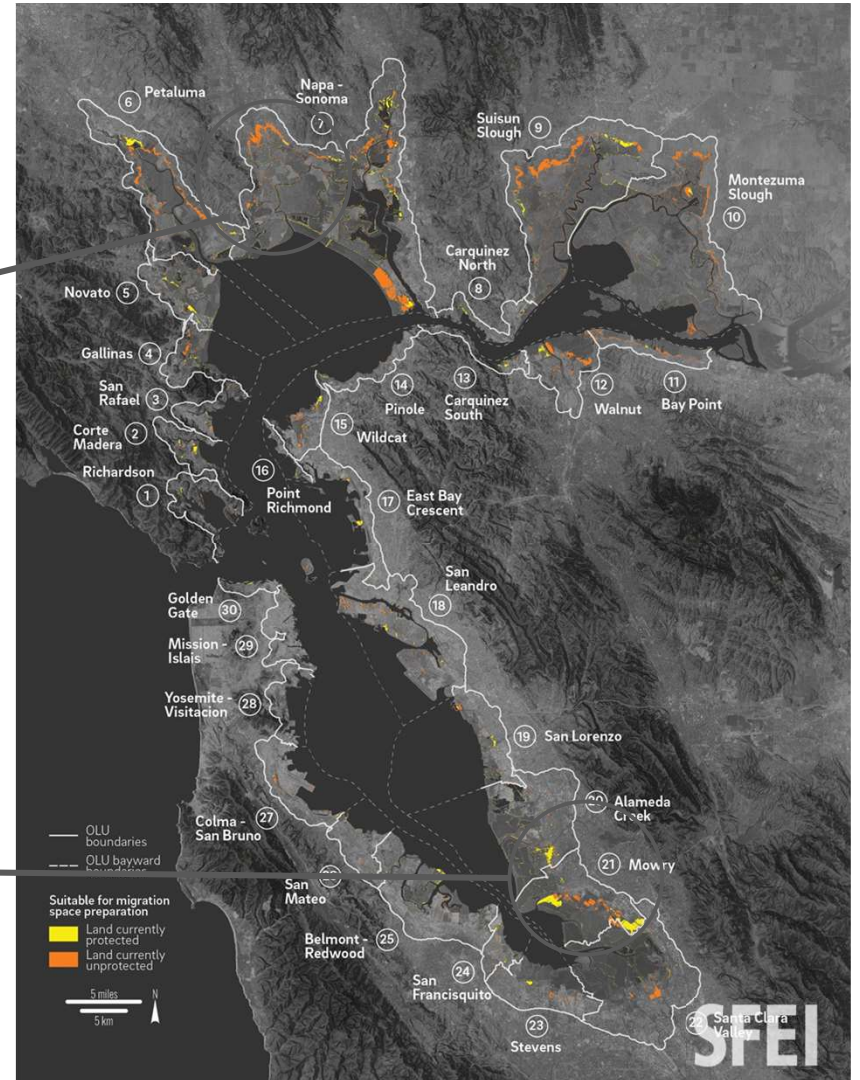 6
Petaluma
Napa -
Sonoma
7
Suisun
Slough
9
Montezuma
Slough
10
Carquinez
North
8
Novato
5
Gallinas
4
San
Rafael
3
Corte
Madera
2
Richardson
1
14
Pinole
13
Carquinez
South
12
Walnut
11
Bay Point
15
Wildcat
16
Point
Richmond
17
East Bay
Crescent
San
Leandro
18
Golden
Gate
30
Mission -
Islais
29
Yosemite -
Visitacion
28
19
San Lorenzo
20
Alameda
Creek
21
Mowry
Colma -
San Bruno
27
San
Mateo
Belmont -
Redwood
25
24
San
Francisquito
23
Stevens
22
Santa Clara
Valley
OLU
boundaries
OLU bayward
boundaries
Suitable for migration
space preparation
Land currently
protected
Land currently
unprotected
5 miles
5 km
N
SFEI